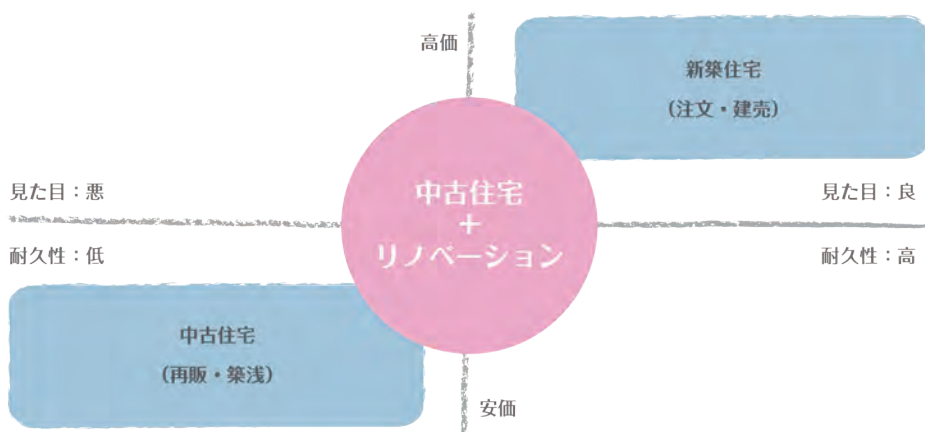 高価
新築住宅
(注文・建売)
見た目：悪
中古住宅
＋
リノベーション
見た目：良
耐久性：低
耐久性：高
中古住宅
(再販・築浅)
安価